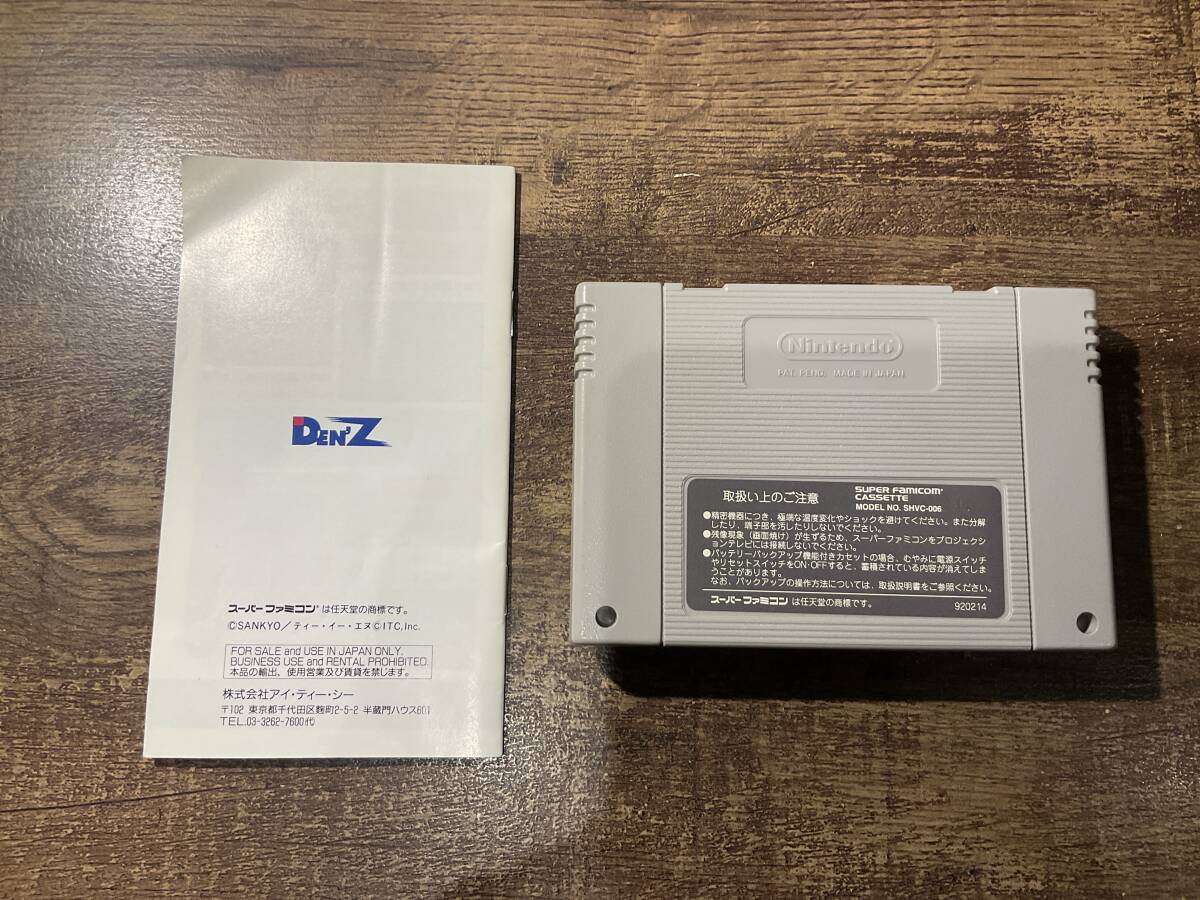 DEN'Z
スーパーファミコン®は任天堂の商標です。
©SANKYO/ティー・イー・エヌ©ITC,Inc.
FOR SALE and USE IN JAPAN ONLY.
BUSINESS USE and RENTAL PROHIBITED.
本品の輸出、使用営業及び賃貸を禁じます。
株式会社アイ・ティー・シー
〒102 東京都千代田区麹町2-5-2 半蔵門ハウス601
TEL.03-3262-7600代
Nintendo
PAT. PEND. MADE IN JAPAN
取扱い上のご注意
SUPER FAMICOM
CASSETTE
MODEL NO. SHVC-006
●精密機器につき、極端な温度変化やショックを避けてください。また分解
したり、端子部を汚したりしないでください。
●残像現象(画面焼け)が生ずるため、スーパーファミコンをプロジェクシ
ョンテレビには接続しないでください。
●バッテリーバックアップ機能付きカセットの場合、むやみに電源スイッチ
やリセットスイッチをON・OFFすると、蓄積されている内容が消えてしま
うことがあります。
なお、バックアップの操作方法については、取扱説明書をご参照ください。
スーパーファミコン は任天堂の商標です。
920214